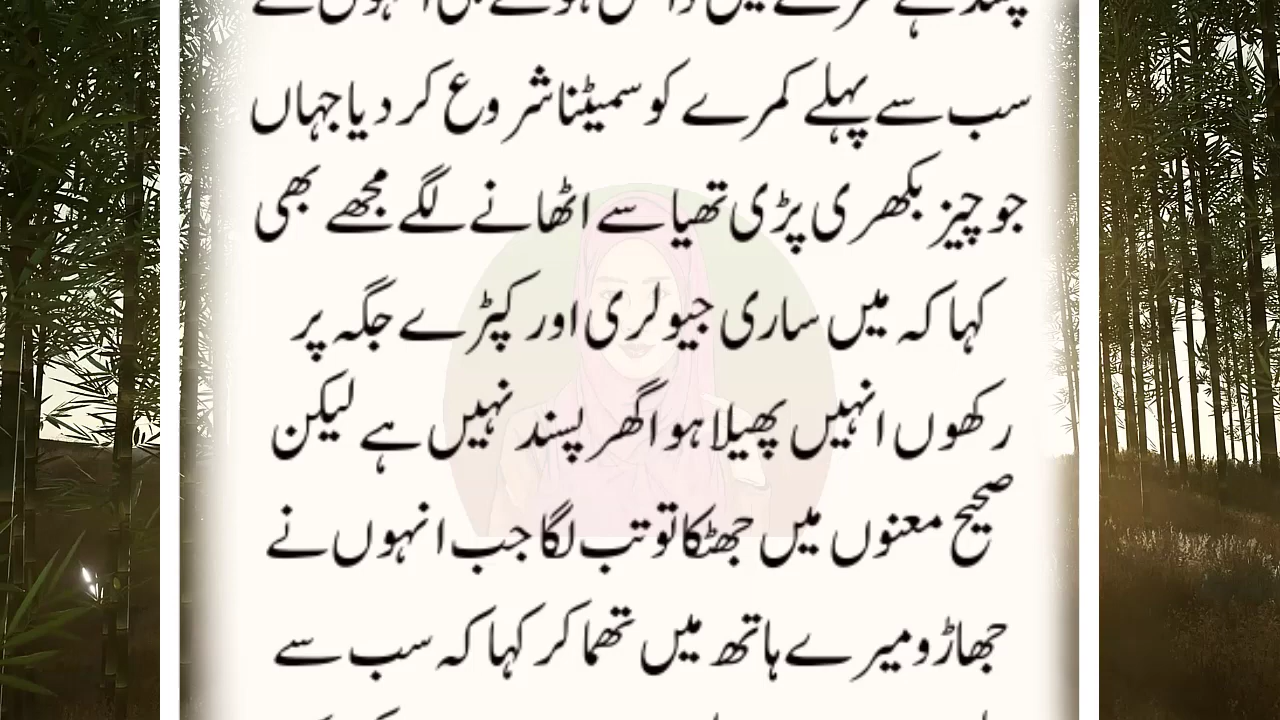 سب سے پہلے کمرے کو سمیٹنا شروع کر دیا جہاں
جو چیز بکھری پڑی تھی اسے اٹھانے لگے مجھے بھی
کہا کہ میں ساری جیولری اور کپڑے جگہ پر
رکھوں انہیں پھیلا ہوا گھر پسند نہیں ہے لیکن
صحیح معنوں میں جھٹکا تو تب لگا جب انہوں نے
جھاڑو میرے ہاتھ میں تھما کر کہا کہ سب سے